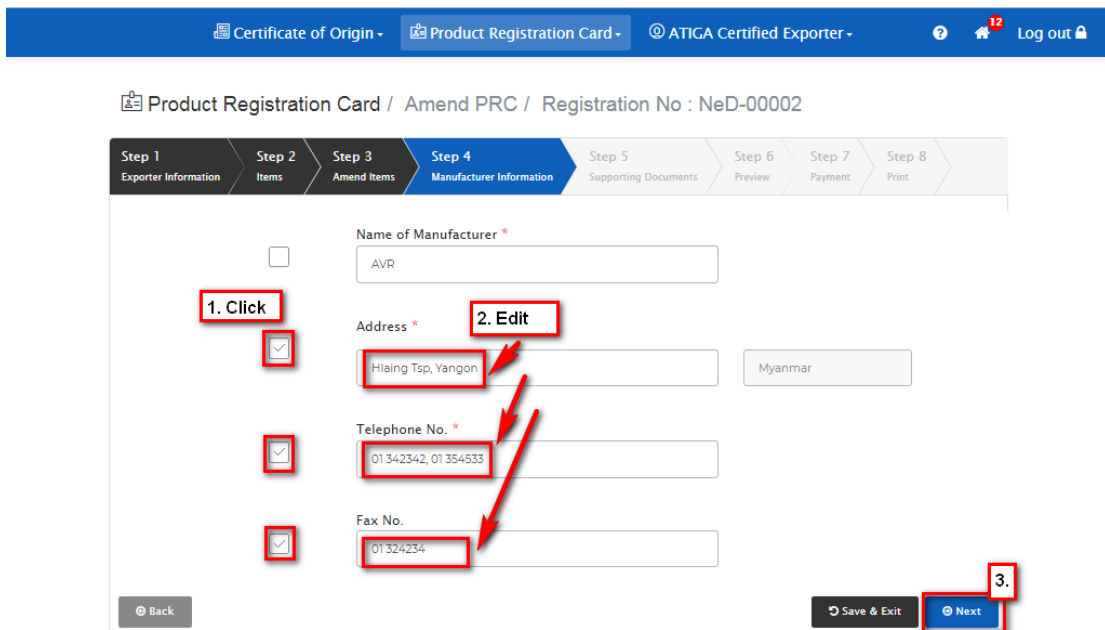 Certificate of Origin Product Registration Card ATIGA Certified Exporter ? 12 Log out
Product Registration Card / Amend PRC / Registration No : NeD-00002
Step 1 Step 2 Step 3 Step 4 Step 5 Step 6 Step 7 Step 8
Exporter Information Items Amend Items Manufacturer Information Supporting Documents Preview Payment Print
Name of Manufacturer *
AVR
1. Click
2. Edit
Address *
Hlaing Tsp, Yangon Myanmar
Telephone No. *
01 342342, 01 354533
Fax No.
01 324234
3.
Back Save & Exit Next